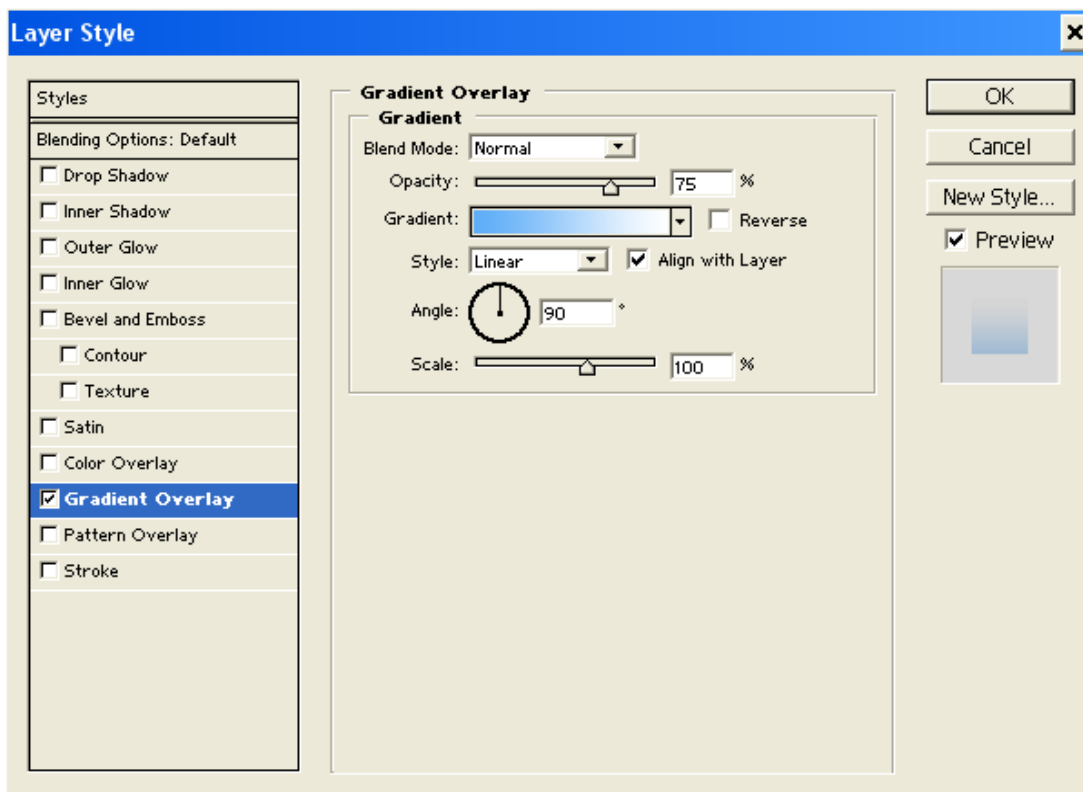 Layer Style
Styles
Blending Options: Default
Drop Shadow
Inner Shadow
Outer Glow
Inner Glow
Bevel and Emboss
Contour
Texture
Satin
Color Overlay
Gradient Overlay
Pattern Overlay
Stroke
Gradient Overlay
Gradient
Blend Mode: Normal
Opacity: 75 %
Gradient: Reverse
Style: Linear Align with Layer
Angle: 90 °
Scale: 100 %
OK
Cancel
New Style...
Preview